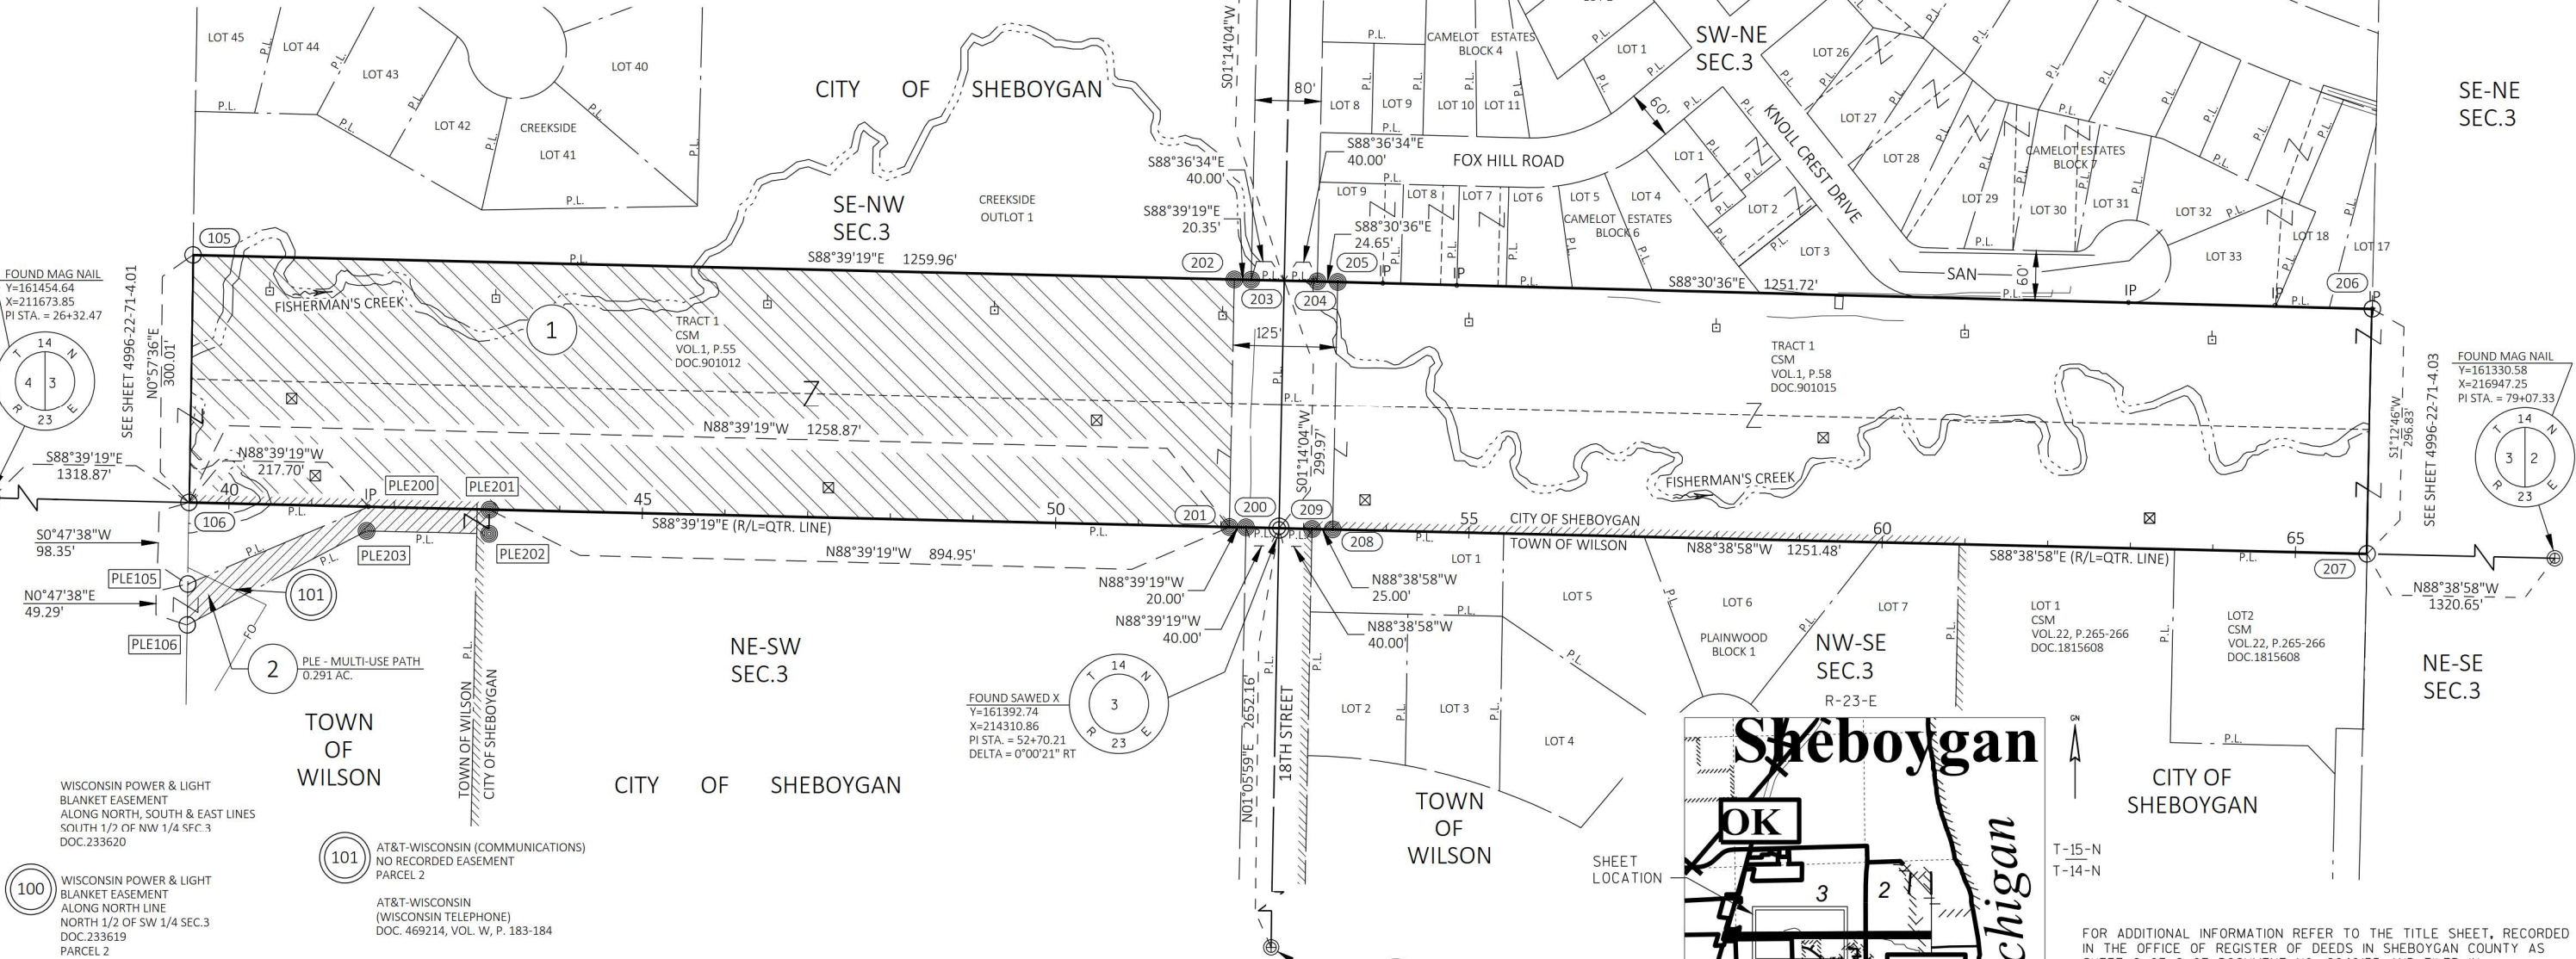 LOT 45
LOT 44
LOT 43
LOT 42
LOT 40
CREEKSIDE
LOT 41
P.L.
P.L.
P.L.
P.L.
P.L.
P.L.
P.L.
P.L.
P.L.
CITY OF SHEBOYGAN
SE-NW
SEC.3
CREEKSIDE
OUTLOT 1
S01°14'04"W
80'
S88°36'34"E
40.00'
S88°39'19"E
20.35'
S88°36'34"E
40.00'
S88°30'36"E
24.65'
CAMELOT ESTATES
BLOCK 4
LOT 8
LOT 9
LOT 10
LOT 11
LOT 1
60'
FOX HILL ROAD
SW-NE
SEC.3
KNOLL CREST DRIVE
LOT 9
LOT 8
LOT 7
LOT 6
LOT 5
LOT 4
CAMELOT ESTATES
BLOCK 6
LOT 1
LOT 2
LOT 3
LOT 26
LOT 27
LOT 28
LOT 29
LOT 30
LOT 31
LOT 32
LOT 33
LOT 18
LOT 17
CAMELOT ESTATES
BLOCK 7
SAN
60'
SE-NE
SEC.3
105
202
203
204
205
206
IP
IP
IP
IP
IP
S88°39'19"E 1259.96'
S88°30'36"E 1251.72'
FOUND MAG NAIL
Y=161454.64
X=211673.85
PI STA. = 26+32.47
T 14 N
4 3
R 23 E
SEE SHEET 4996-22-71-4.01
N0°57'36"E
300.01'
FISHERMAN'S CREEK
1
TRACT 1
CSM
VOL.1, P.55
DOC.901012
125'
P.L.
P.L.
S01°14'04"W
299.97'
TRACT 1
CSM
VOL.1, P.58
DOC.901015
FISHERMAN'S CREEK
S1°12'46"W
296.83'
SEE SHEET 4996-22-71-4.03
FOUND MAG NAIL
Y=161330.58
X=216947.25
PI STA. = 79+07.33
T 14 N
3 2
R 23 E
N88°39'19"W 1258.87'
S88°39'19"E
1318.87'
N88°39'19"W
217.70'
40
IP
PLE200
PLE201
45
50
55
60
65
106
201
200
209
208
207
S88°39'19"E (R/L=QTR. LINE)
CITY OF SHEBOYGAN
TOWN OF WILSON
N88°38'58"W 1251.48'
S88°38'58"E (R/L=QTR. LINE)
S0°47'38"W
98.35'
PLE105
N0°47'38"E
49.29'
PLE106
PLE203
PLE202
101
FO
2
PLE - MULTI-USE PATH
0.291 AC.
N88°39'19"W 894.95'
N88°39'19"W
20.00'
N88°39'19"W
40.00'
N88°38'58"W
25.00'
N88°38'58"W
40.00'
N88°38'58"W
1320.65'
NE-SW
SEC.3
FOUND SAWED X
Y=161392.74
X=214310.86
PI STA. = 52+70.21
DELTA = 0°00'21" RT
T 14 N
3
R 23 E
N01°05'59"E 2652.16'
18TH STREET
LOT 1
LOT 2
LOT 3
LOT 4
LOT 5
LOT 6
LOT 7
PLAINWOOD
BLOCK 1
NW-SE
SEC.3
LOT 1
CSM
VOL.22, P.265-266
DOC.1815608
LOT2
CSM
VOL.22, P.265-266
DOC.1815608
NE-SE
SEC.3
TOWN
OF
WILSON
TOWN OF WILSON
CITY OF SHEBOYGAN
CITY OF SHEBOYGAN
TOWN
OF
WILSON
CITY OF
SHEBOYGAN
R-23-E
Sheboygan
OK
3
2
chigan
GN
SHEET
LOCATION
T-15-N
T-14-N
WISCONSIN POWER & LIGHT
BLANKET EASEMENT
ALONG NORTH, SOUTH & EAST LINES
SOUTH 1/2 OF NW 1/4 SEC.3
DOC.233620
100
WISCONSIN POWER & LIGHT
BLANKET EASEMENT
ALONG NORTH LINE
NORTH 1/2 OF SW 1/4 SEC.3
DOC.233619
PARCEL 2
101
AT&T-WISCONSIN (COMMUNICATIONS)
NO RECORDED EASEMENT
PARCEL 2
AT&T-WISCONSIN
(WISCONSIN TELEPHONE)
DOC. 469214, VOL. W, P. 183-184
FOR ADDITIONAL INFORMATION REFER TO THE TITLE SHEET, RECORDED
IN THE OFFICE OF REGISTER OF DEEDS IN SHEBOYGAN COUNTY AS